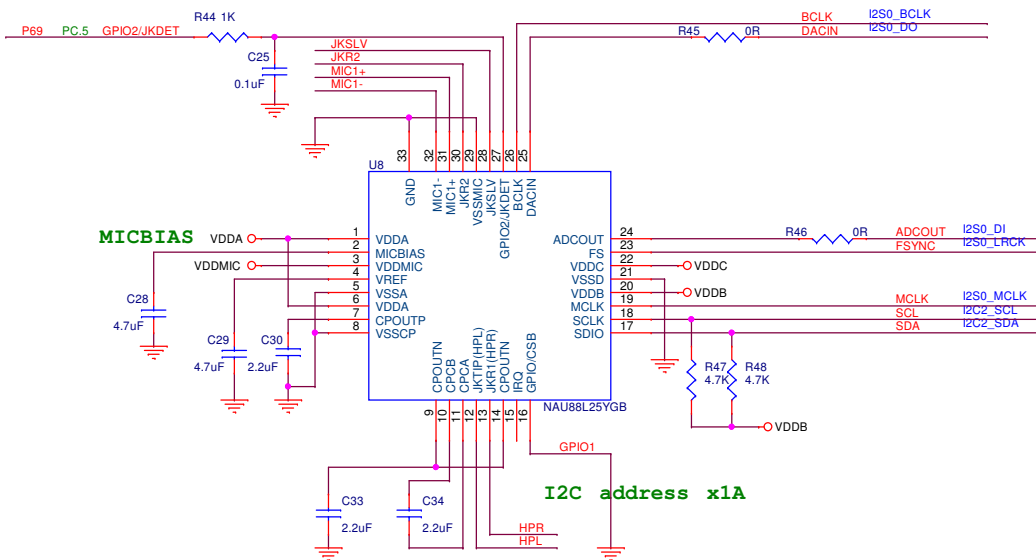 R44 1K
P69 PC.5 GPIO2/JKDET
C25
0.1uF
JKSLV
JKR2
MIC1+
MIC1-
BCLK I2S0_BCLK
R45 0R DACIN I2S0_DO
33 32 31 30 29 28 27 26 25
U8
GND MIC1- MIC1+ JKR2 VSSMIC JKSLV GPIO2/JKDET BCLK DACIN
MICBIAS
VDDA 1 VDDA
2 MICBIAS
VDDMIC 3 VDDMIC
4 VREF
5 VSSA
6 VDDA
7 CPOUTP
8 VSSCP
ADCOUT 24 R46 0R ADCOUT I2S0_DI
FS 23 FSYNC I2S0_LRCK
VDDC 22 VDDC
VSSD 21
VDDB 20 VDDB
MCLK 19 MCLK I2S0_MCLK
SCLK 18 SCL I2C2_SCL
SDIO 17 SDA I2C2_SDA
C28
4.7uF
C29
4.7uF
C30
2.2uF
R47
4.7K
R48
4.7K
VDDB
CPOUTN CPCB CPCA JKTIP(HPL) JKR1(HPR) CPOUTN IRQ GPIO/CSB
NAU88L25YGB
9 10 11 12 13 14 15 16
GPIO1
I2C address x1A
C33
2.2uF
C34
2.2uF
HPR
HPL